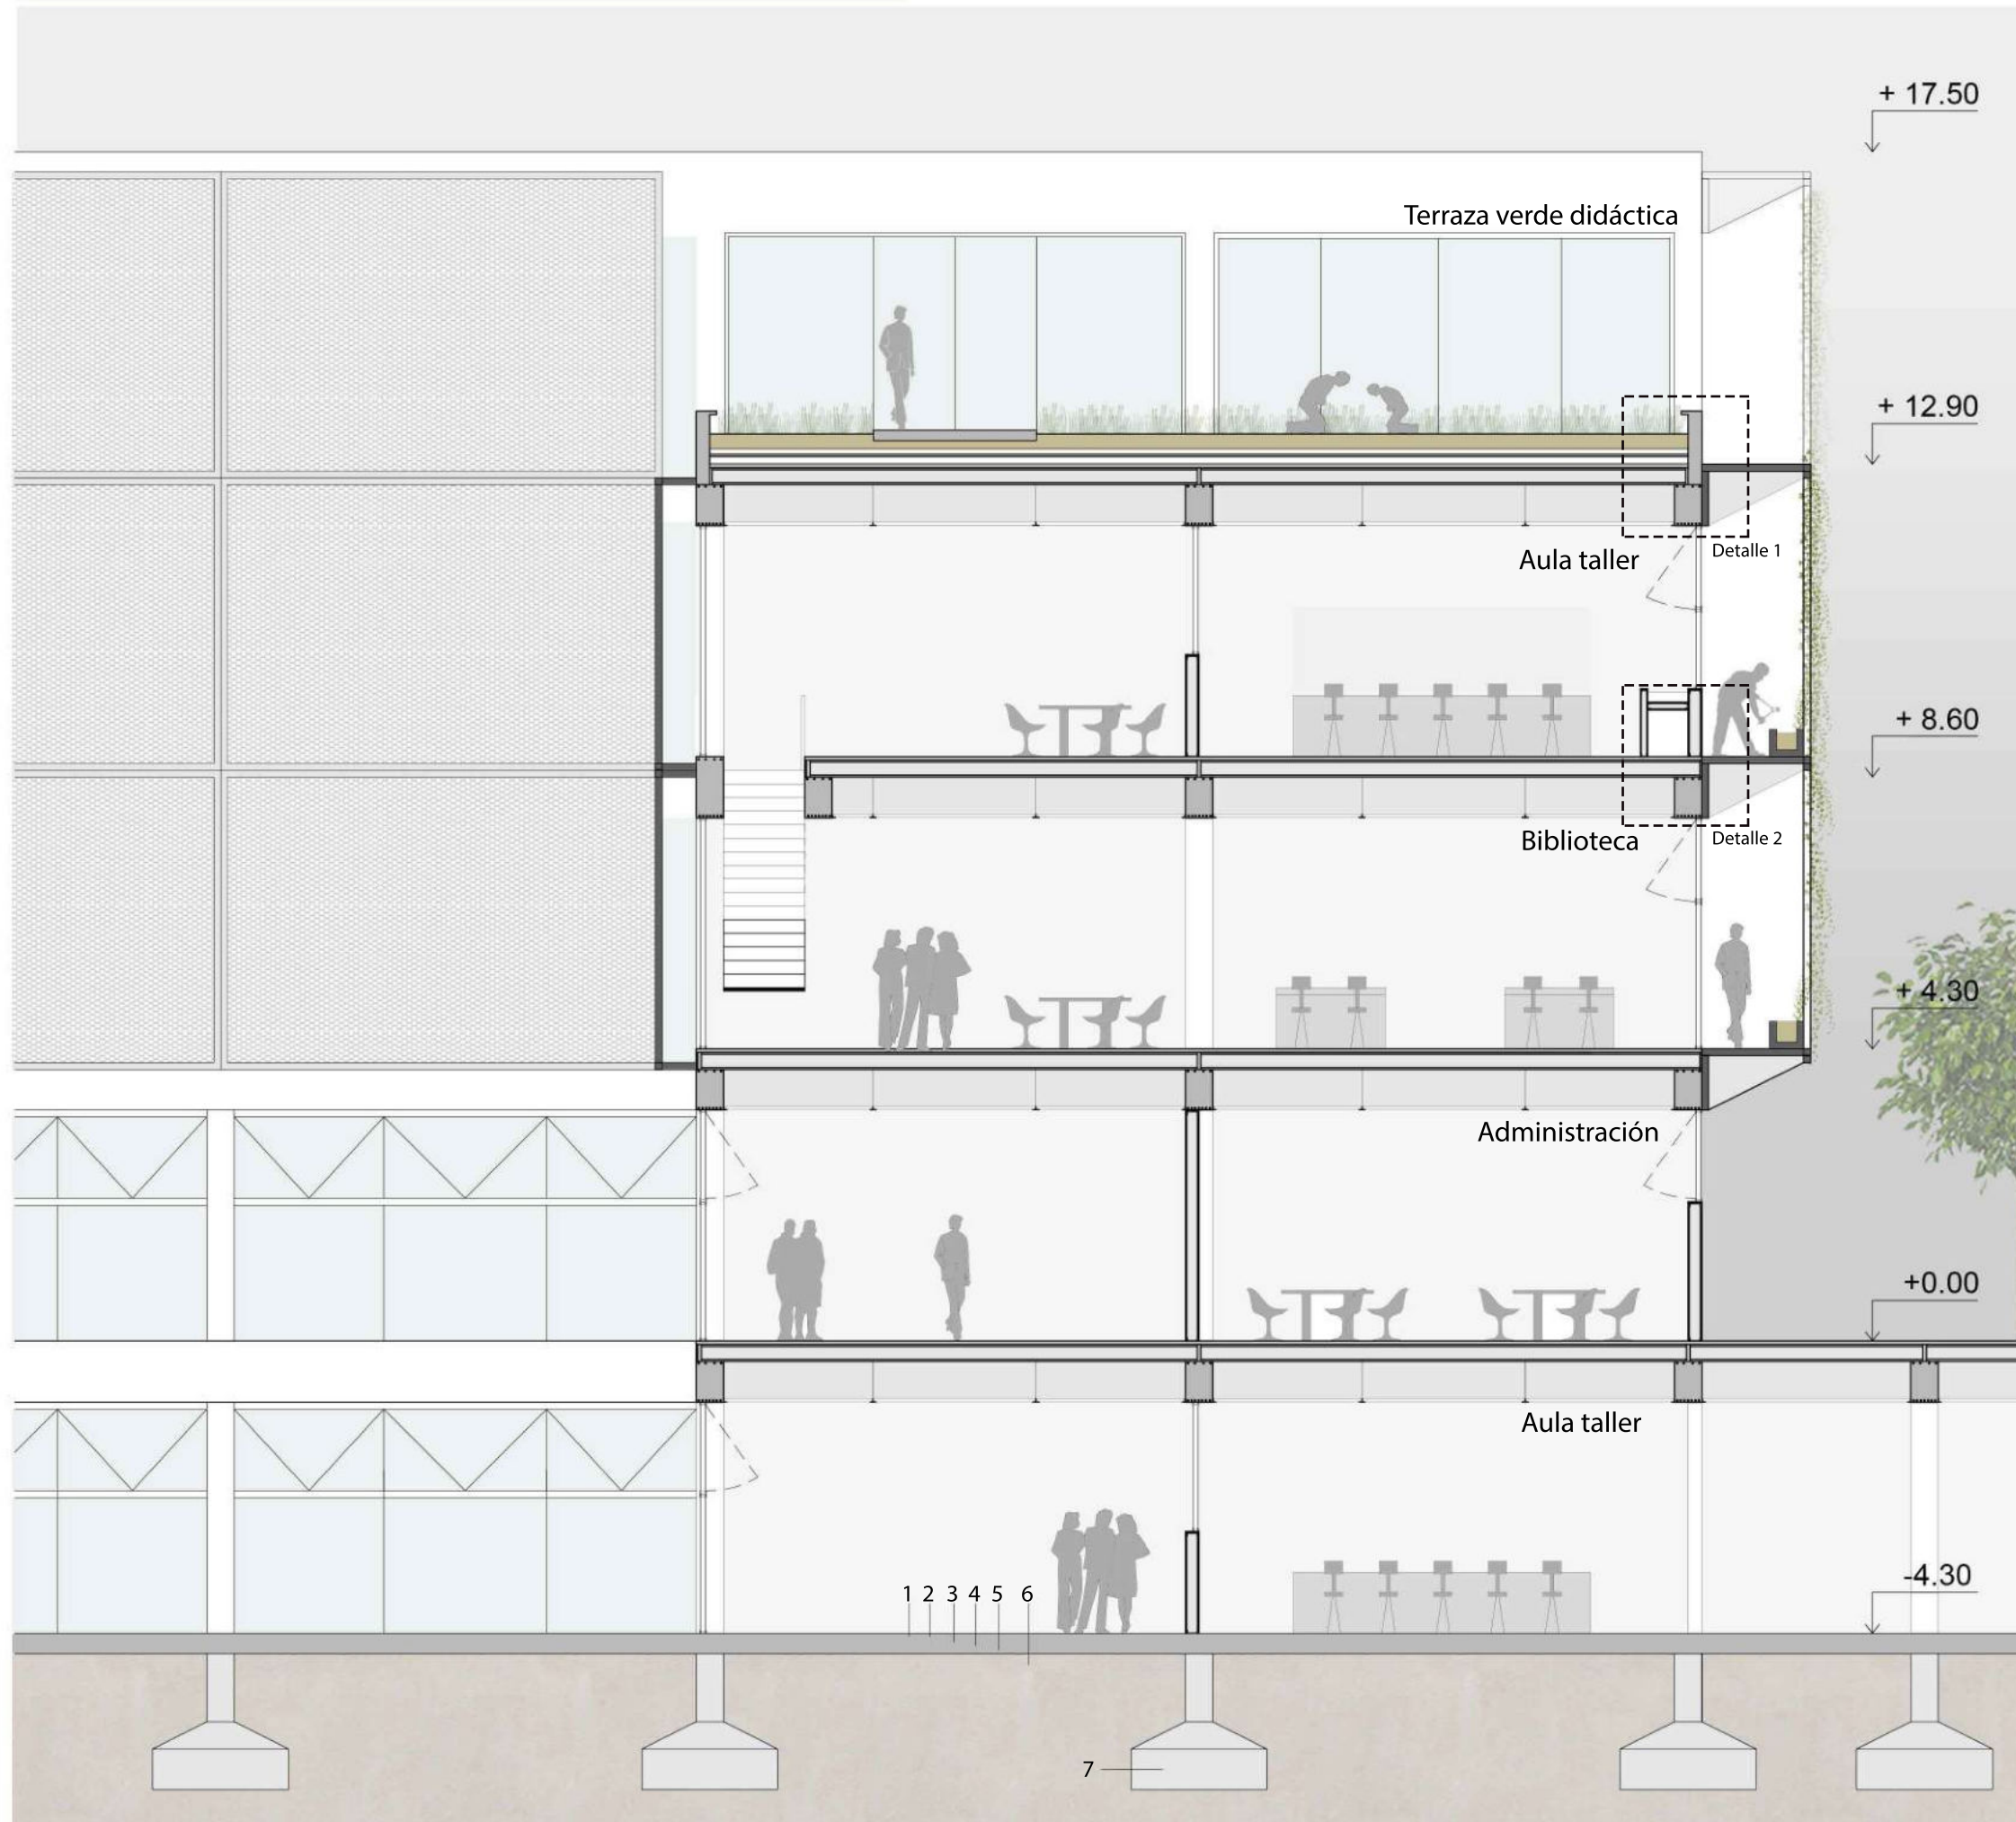 + 17.50
Terraza verde didáctica
+ 12.90
Detalle 1
Aula taller
+ 8.60
Biblioteca
Detalle 2
+ 4.30
Administración
+0.00
Aula taller
-4.30
1 2 3 4 5 6
7